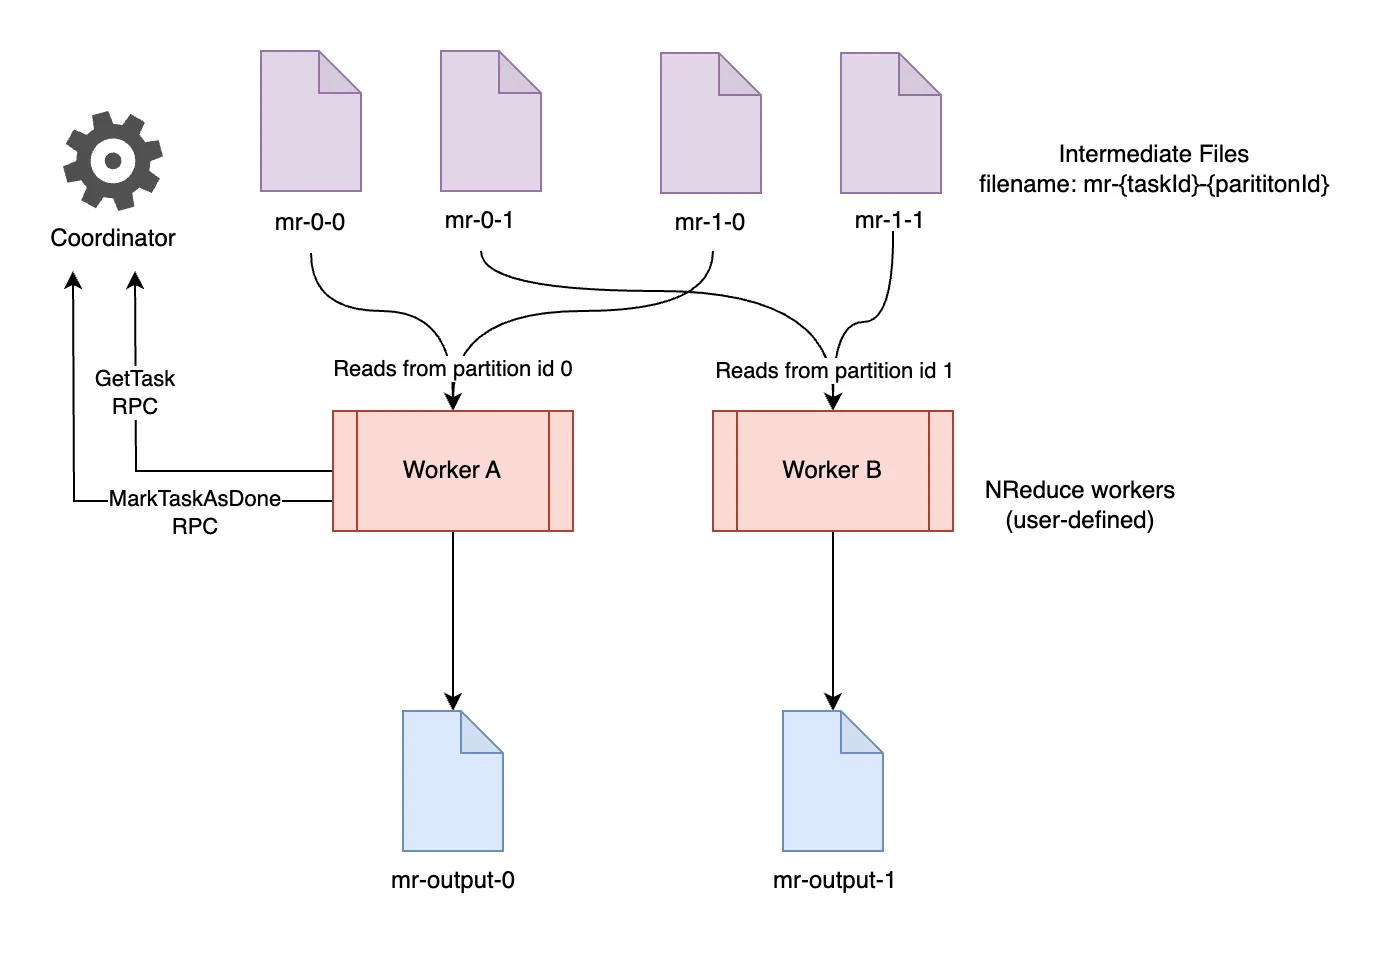 mr-0-0
mr-0-1
mr-1-0
mr-1-1
Intermediate Files
filename: mr-{taskId}-{parititonId}
Coordinator
GetTask
RPC
MarkTaskAsDone
RPC
Reads from partition id 0
Reads from partition id 1
Worker A
Worker B
NReduce workers
(user-defined)
mr-output-0
mr-output-1